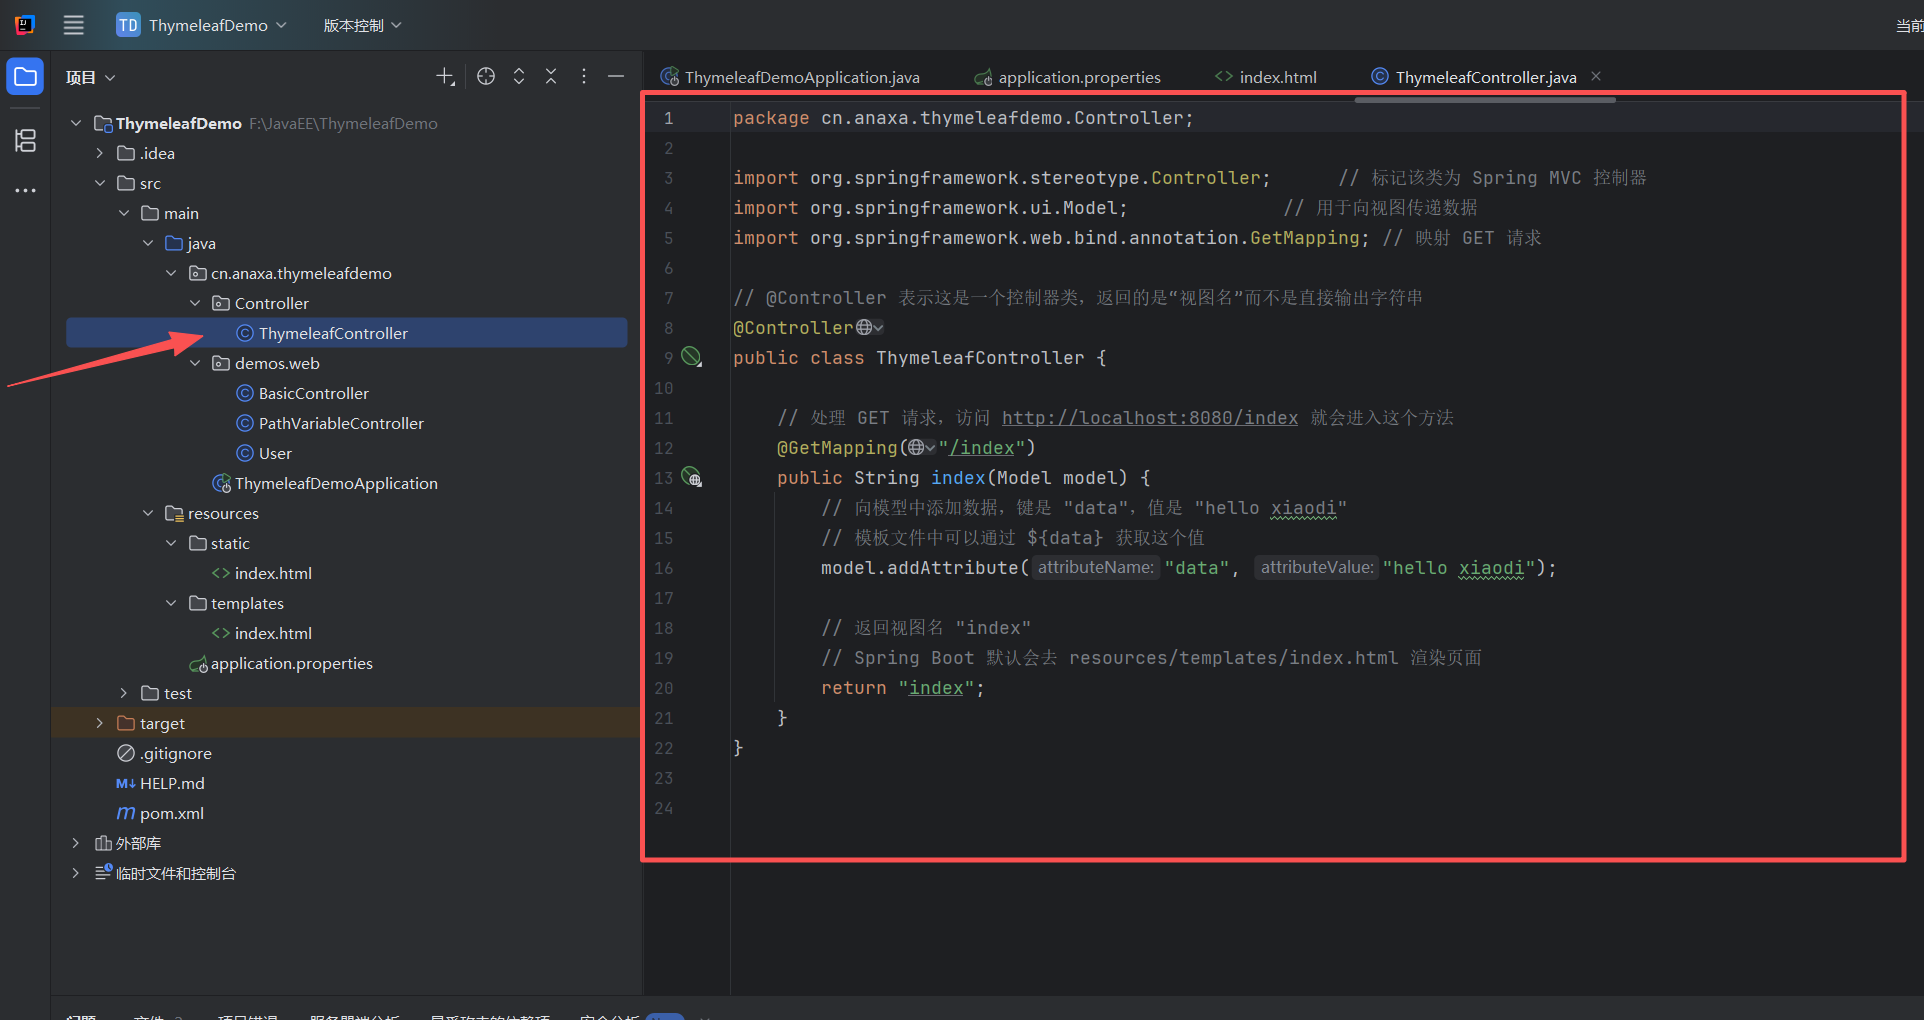 TD ThymeleafDemo 版本控制 当前
项目
ThymeleafDemo F:\JavaEE\ThymeleafDemo
.idea
src
main
java
cn.anaxa.thymeleafdemo
Controller
ThymeleafController
demos.web
BasicController
PathVariableController
User
ThymeleafDemoApplication
resources
static
index.html
templates
index.html
application.properties
test
target
.gitignore
HELP.md
pom.xml
外部库
临时文件和控制台
ThymeleafDemoApplication.java application.properties index.html ThymeleafController.java
1 package cn.anaxa.thymeleafdemo.Controller;
2
3 import org.springframework.stereotype.Controller; // 标记该类为 Spring MVC 控制器
4 import org.springframework.ui.Model; // 用于向视图传递数据
5 import org.springframework.web.bind.annotation.GetMapping; // 映射 GET 请求
6
7 // @Controller 表示这是一个控制器类，返回的是“视图名”而不是直接输出字符串
8 @Controller
9 public class ThymeleafController {
10
11 // 处理 GET 请求，访问 http://localhost:8080/index 就会进入这个方法
12 @GetMapping("/index")
13 public String index(Model model) {
14 // 向模型中添加数据，键是 "data"，值是 "hello xiaodi"
15 // 模板文件中可以通过 ${data} 获取这个值
16 model.addAttribute( attributeName: "data", attributeValue: "hello xiaodi");
17
18 // 返回视图名 "index"
19 // Spring Boot 默认会去 resources/templates/index.html 渲染页面
20 return "index";
21 }
22 }
23
24